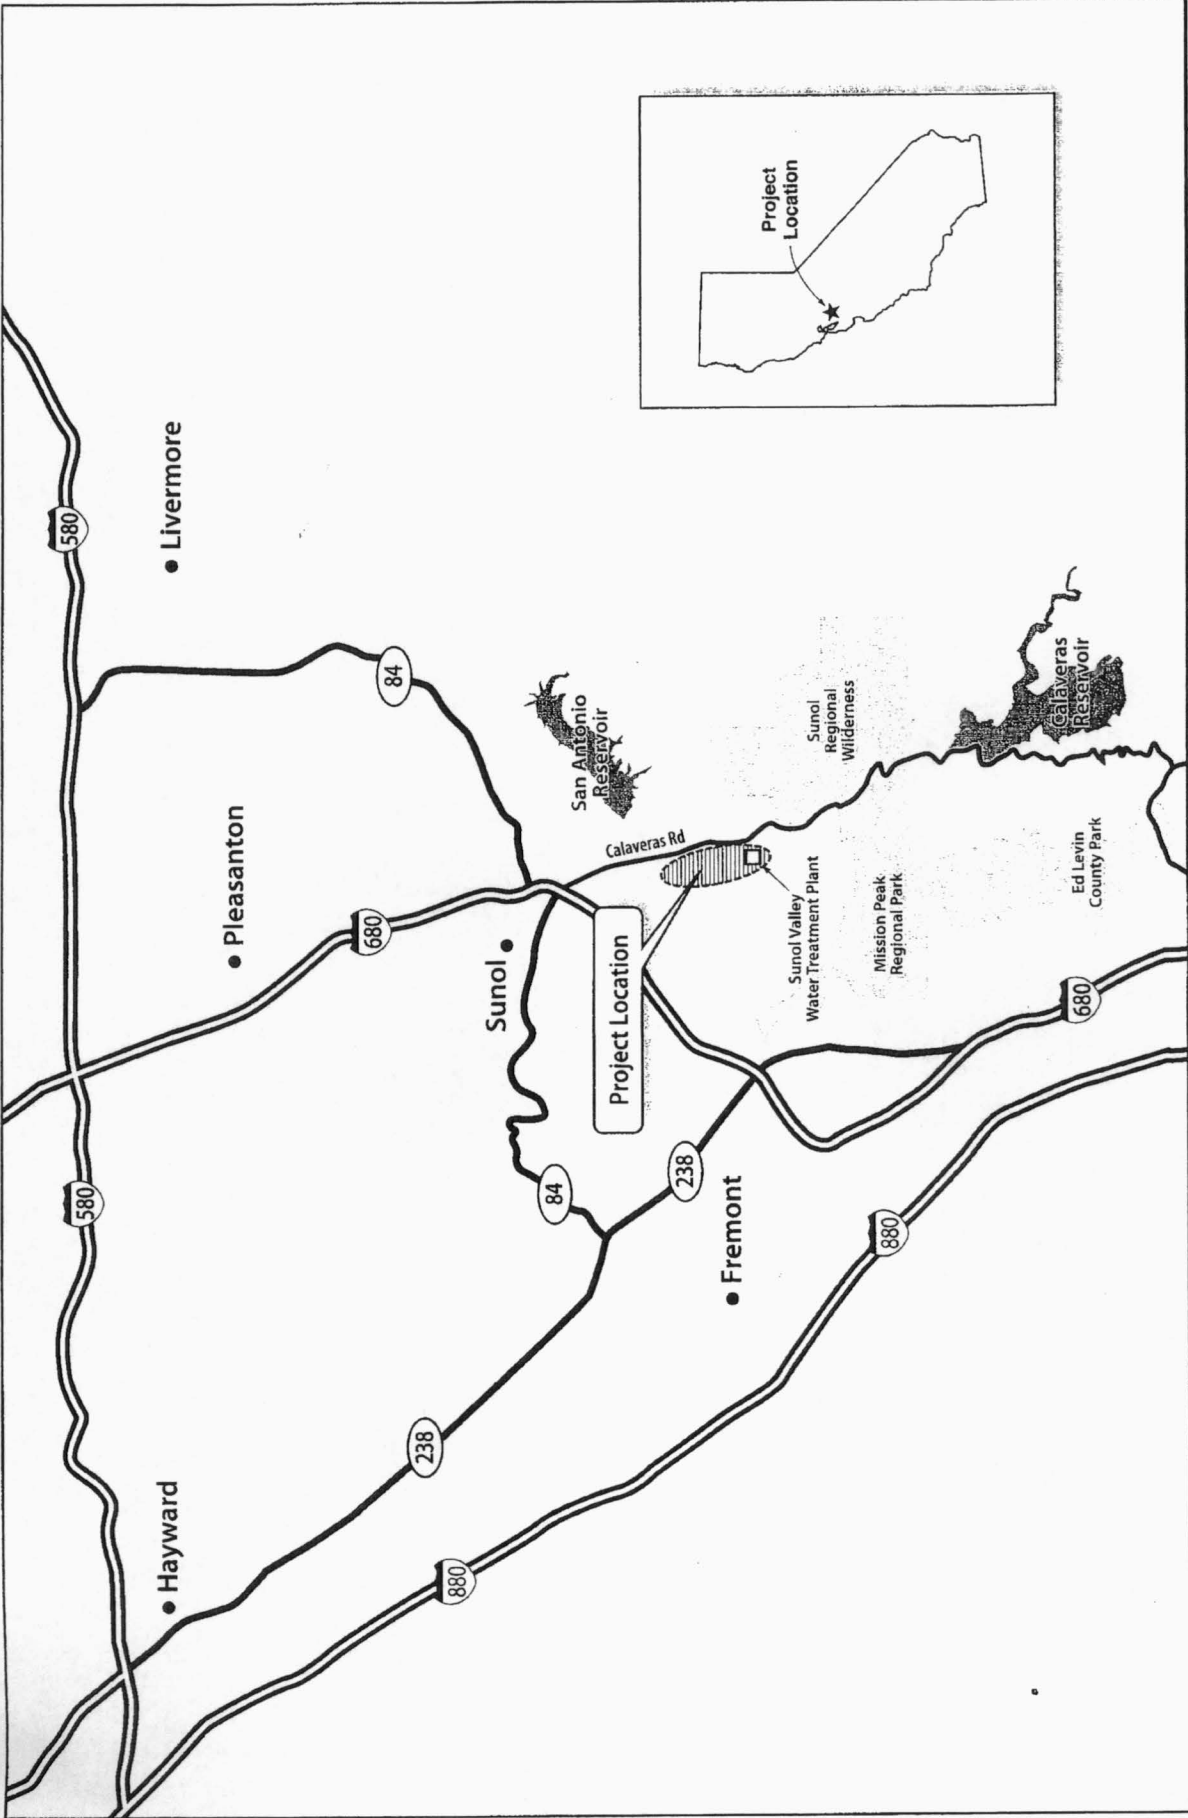 580
Livermore
Pleasanton
580
Hayward
84
680
Sunol
84
238
880
San Antonio
Reservoir
Calaveras Rd
Project Location
238
Fremont
Sunol Valley
Water Treatment Plant
Sunol
Regional
Wilderness
Mission Peak
Regional Park
880
Calaveras
Reservoir
Ed Levin
County Park
680
Project
Location